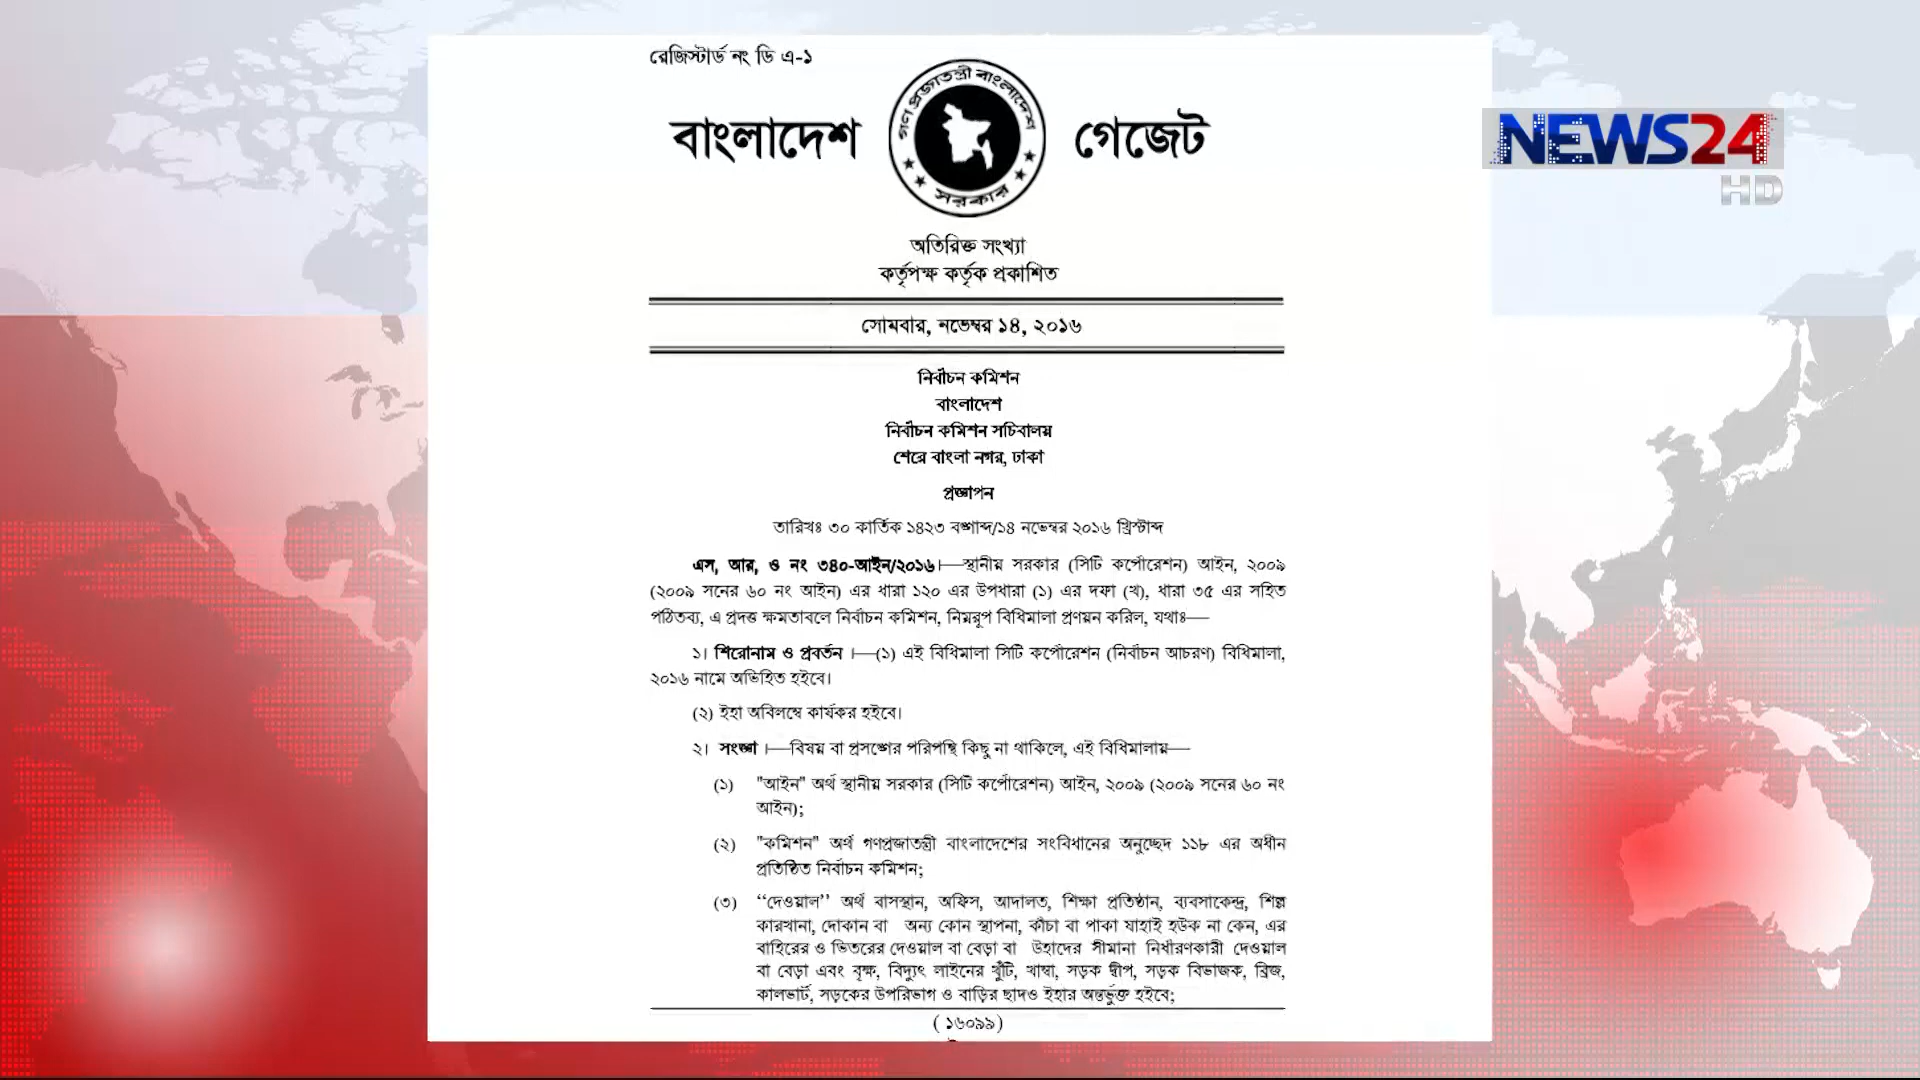 রেজিস্টার্ড নং ডি এ-১
বাংলাদেশ গেজেট
গণপ্রজাতন্ত্রী বাংলাদেশ
সরকার
NEWS24
HD
অতিরিক্ত সংখ্যা
কর্তৃপক্ষ কর্তৃক প্রকাশিত
সোমবার, নভেম্বর ১৪, ২০১৬
নির্বাচন কমিশন
বাংলাদেশ
নির্বাচন কমিশন সচিবালয়
শেরে বাংলা নগর, ঢাকা
প্রজ্ঞাপন
তারিখঃ ৩০ কার্তিক ১৪২৩ বঙ্গাব্দ/১৪ নভেম্বর ২০১৬ খ্রিস্টাব্দ
এস, আর, ও নং ৩৪০-আইন/২০১৬।—স্থানীয় সরকার (সিটি কর্পোরেশন) আইন, ২০০৯
(২০০৯ সনের ৬০ নং আইন) এর ধারা ১২০ এর উপধারা (১) এর দফা (খ), ধারা ৩৫ এর সহিত
পঠিতব্য, এ প্রদত্ত ক্ষমতাবলে নির্বাচন কমিশন, নিম্নরূপ বিধিমালা প্রণয়ন করিল, যথাঃ—
১। শিরোনাম ও প্রবর্তন ।—(১) এই বিধিমালা সিটি কর্পোরেশন (নির্বাচন আচরণ) বিধিমালা,
২০১৬ নামে অভিহিত হইবে।
(২) ইহা অবিলম্বে কার্যকর হইবে।
২। সংজ্ঞা ।—বিষয় বা প্রসঙ্গের পরিপন্থি কিছু না থাকিলে, এই বিধিমালায়—
(১) "আইন" অর্থ স্থানীয় সরকার (সিটি কর্পোরেশন) আইন, ২০০৯ (২০০৯ সনের ৬০ নং
আইন);
(২) "কমিশন" অর্থ গণপ্রজাতন্ত্রী বাংলাদেশের সংবিধানের অনুচ্ছেদ ১১৮ এর অধীন
প্রতিষ্ঠিত নির্বাচন কমিশন;
(৩) “দেওয়াল” অর্থ বাসস্থান, অফিস, আদালত, শিক্ষা প্রতিষ্ঠান, ব্যবসাকেন্দ্র, শিল্প
কারখানা, দোকান বা অন্য কোন স্থাপনা, কাঁচা বা পাকা যাহাই হউক না কেন, এর
বাহিরের ও ভিতরের দেওয়াল বা বেড়া বা উহাদের সীমানা নির্ধারণকারী দেওয়াল
বা বেড়া এবং বৃক্ষ, বিদ্যুৎ লাইনের খুঁটি, খাম্বা, সড়ক দ্বীপ, সড়ক বিভাজক, ব্রিজ,
কালভার্ট, সড়কের উপরিভাগ ও বাড়ির ছাদও ইহার অন্তর্ভুক্ত হইবে;
( ১৬০৯৯)